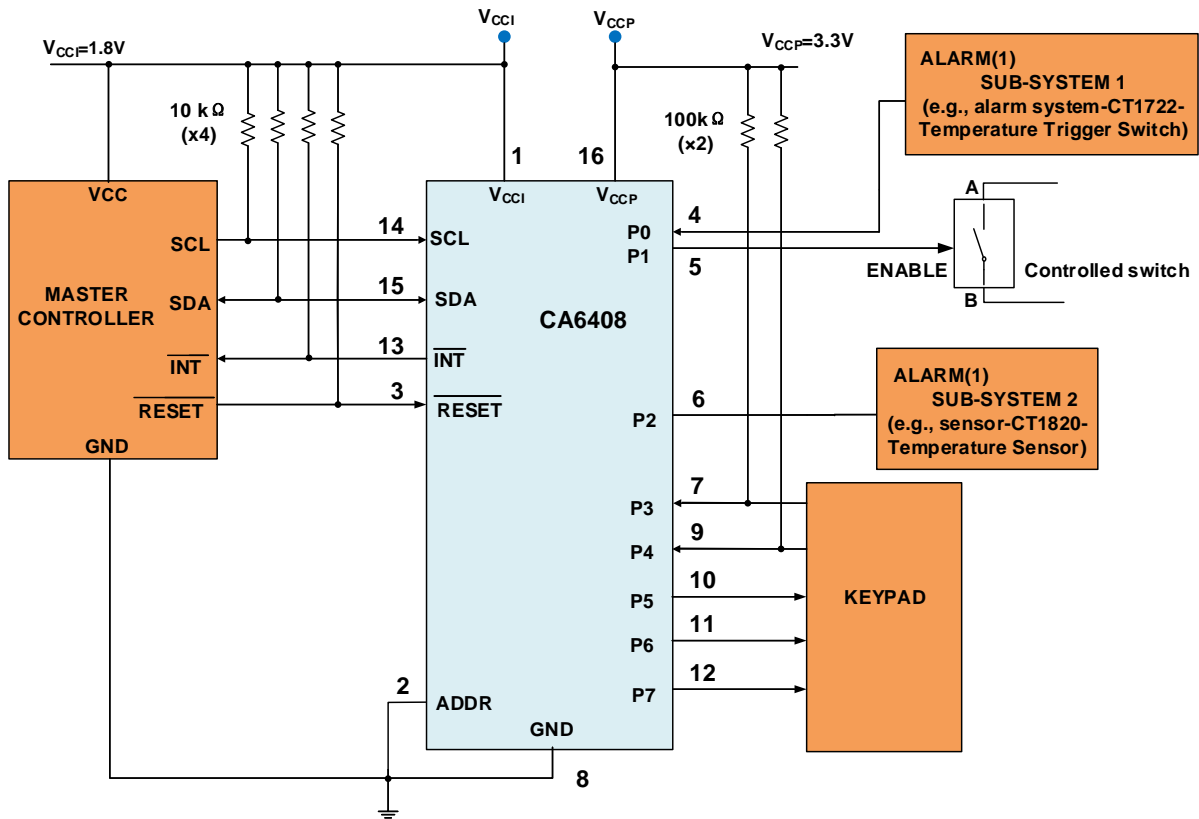 VCCI
VCCP
VCCI=1.8V
VCCP=3.3V
10 kΩ
(x4)
100kΩ
(×2)
1
16
ALARM(1)
SUB-SYSTEM 1
(e.g., alarm system-CT1722-
Temperature Trigger Switch)
VCC
SCL
SDA
INT
RESET
GND
MASTER
CONTROLLER
14
15
13
3
2
VCCI
VCCP
SCL
SDA
INT
RESET
ADDR
GND
8
CA6408
P0
P1
P2
P3
P4
P5
P6
P7
4
5
6
7
9
10
11
12
A
ENABLE
B
Controlled switch
ALARM(1)
SUB-SYSTEM 2
(e.g., sensor-CT1820-
Temperature Sensor)
KEYPAD